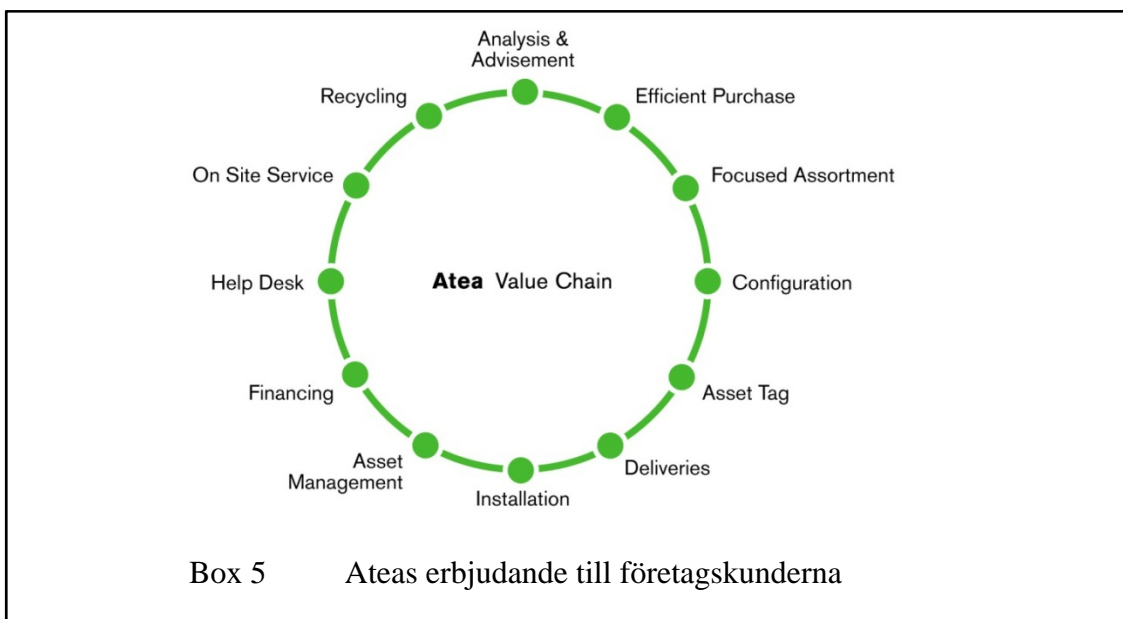 Analysis &
Advisement
Efficient Purchase
Focused Assortment
Configuration
Asset Tag
Deliveries
Installation
Asset
Management
Financing
Help Desk
On Site Service
Recycling
Atea Value Chain
Box 5 Ateas erbjudande till företagskunderna